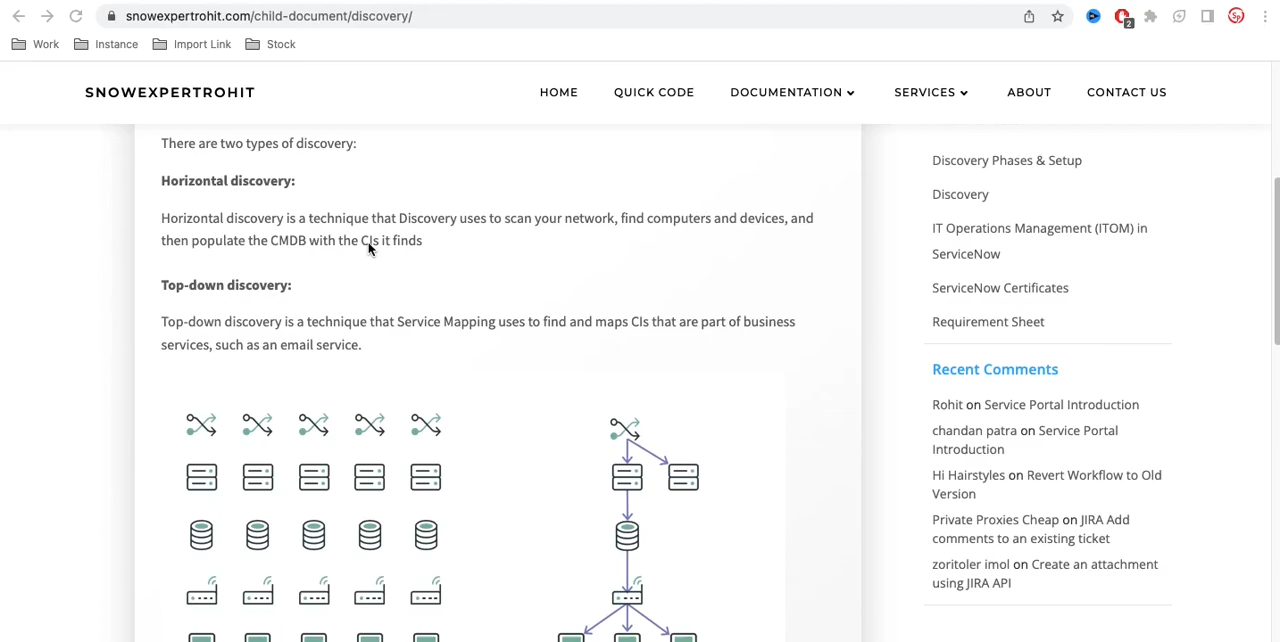 snowexpertrohit.com/child-document/discovery/
2
Sp
Work Instance Import Link Stock
SNOWEXPERTROHIT
HOME QUICK CODE DOCUMENTATION SERVICES ABOUT CONTACT US
There are two types of discovery:
Horizontal discovery:
Horizontal discovery is a technique that Discovery uses to scan your network, find computers and devices, and
then populate the CMDB with the CIs it finds
Top-down discovery:
Top-down discovery is a technique that Service Mapping uses to find and maps CIs that are part of business
services, such as an email service.
Discovery Phases & Setup
Discovery
IT Operations Management (ITOM) in
ServiceNow
ServiceNow Certificates
Requirement Sheet
Recent Comments
Rohit on Service Portal Introduction
chandan patra on Service Portal
Introduction
Hi Hairstyles on Revert Workflow to Old
Version
Private Proxies Cheap on JIRA Add
comments to an existing ticket
zoritoler imol on Create an attachment
using JIRA API